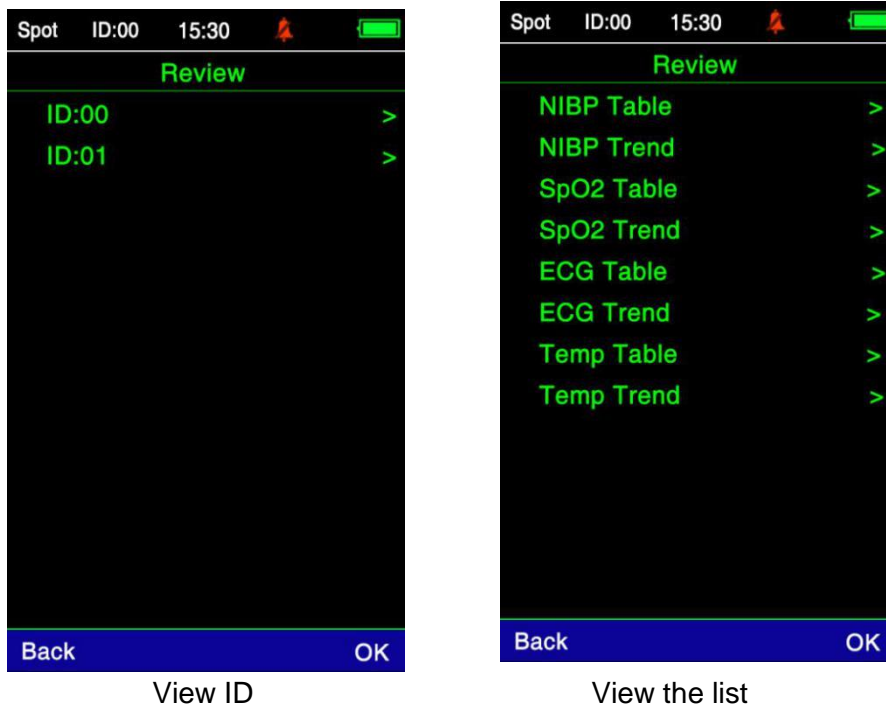 Spot ID:00 15:30
Review
ID:00 >
ID:01 >
Back OK
View ID
Spot ID:00 15:30
Review
NIBP Table >
NIBP Trend >
SpO2 Table >
SpO2 Trend >
ECG Table >
ECG Trend >
Temp Table >
Temp Trend >
Back OK
View the list